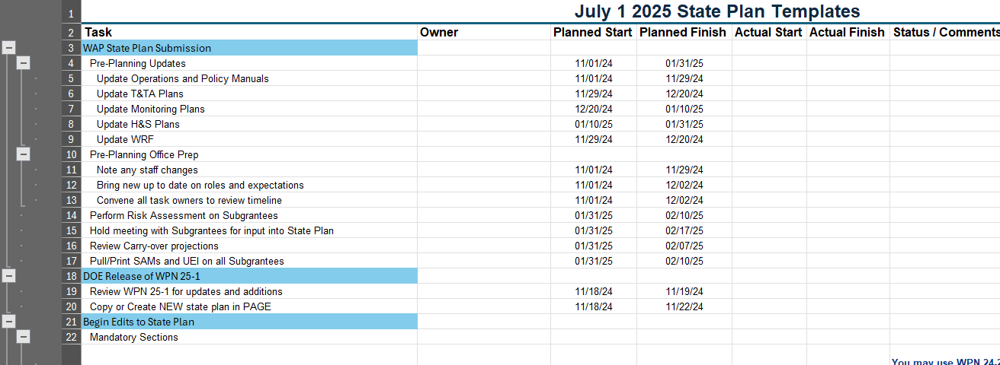 1 July 1 2025 State Plan Templates
2 Task Owner Planned Start Planned Finish Actual Start Actual Finish Status / Comments
3 WAP State Plan Submission
4 Pre-Planning Updates 11/01/24 01/31/25
5 Update Operations and Policy Manuals 11/01/24 11/29/24
6 Update T&TA Plans 11/29/24 12/20/24
7 Update Monitoring Plans 12/20/24 01/10/25
8 Update H&S Plans 01/10/25 01/31/25
9 Update WRF 11/29/24 12/20/24
10 Pre-Planning Office Prep
11 Note any staff changes 11/01/24 11/29/24
12 Bring new up to date on roles and expectations 11/01/24 12/02/24
13 Convene all task owners to review timeline 11/01/24 12/02/24
14 Perform Risk Assessment on Subgrantees 01/31/25 02/10/25
15 Hold meeting with Subgrantees for input into State Plan 01/31/25 02/17/25
16 Review Carry-over projections 01/31/25 02/07/25
17 Pull/Print SAMs and UEI on all Subgrantees 01/31/25 02/10/25
18 DOE Release of WPN 25-1
19 Review WPN 25-1 for updates and additions 11/18/24 11/19/24
20 Copy or Create NEW state plan in PAGE 11/18/24 11/22/24
21 Begin Edits to State Plan
22 Mandatory Sections
You may use WPN 24-